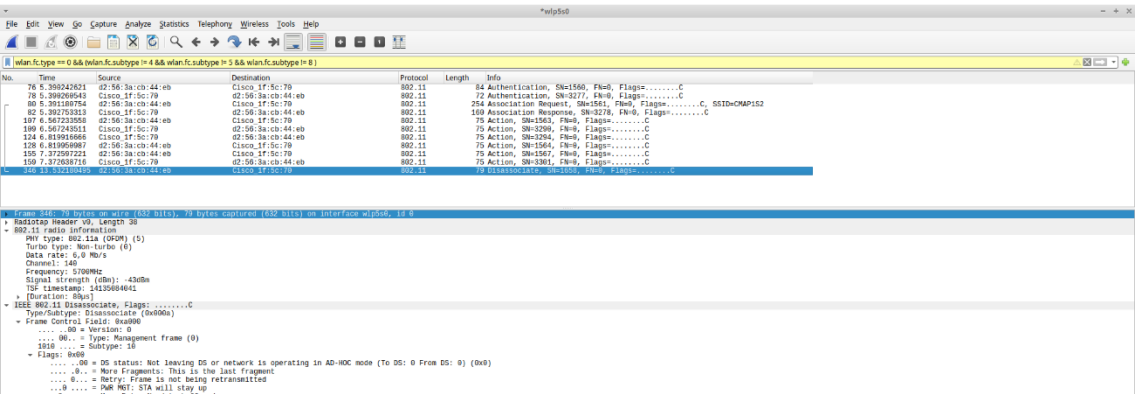 *wlp5s0
File Edit View Go Capture Analyze Statistics Telephony Wireless Tools Help
wlan.fc.type == 0 && (wlan.fc.subtype != 4 && wlan.fc.subtype != 5 && wlan.fc.subtype != 8 )
No. Time Source Destination Protocol Length Info
76 5.390242621 d2:56:3a:cb:44:eb Cisco_1f:5c:70 802.11 84 Authentication, SN=1560, FN=0, Flags=........C
78 5.390260543 Cisco_1f:5c:70 d2:56:3a:cb:44:eb 802.11 72 Authentication, SN=3277, FN=0, Flags=........C
80 5.391180754 d2:56:3a:cb:44:eb Cisco_1f:5c:70 802.11 254 Association Request, SN=1561, FN=0, Flags=........C, SSID=CMAP1S2
82 5.392753313 Cisco_1f:5c:70 d2:56:3a:cb:44:eb 802.11 160 Association Response, SN=3278, FN=0, Flags=........C
107 6.567233550 d2:56:3a:cb:44:eb Cisco_1f:5c:70 802.11 75 Action, SN=1563, FN=0, Flags=........C
109 6.567243511 Cisco_1f:5c:70 d2:56:3a:cb:44:eb 802.11 75 Action, SN=3290, FN=0, Flags=........C
124 6.819916666 Cisco_1f:5c:70 d2:56:3a:cb:44:eb 802.11 75 Action, SN=3294, FN=0, Flags=........C
128 6.819950987 d2:56:3a:cb:44:eb Cisco_1f:5c:70 802.11 75 Action, SN=1564, FN=0, Flags=........C
155 7.372597221 d2:56:3a:cb:44:eb Cisco_1f:5c:70 802.11 75 Action, SN=1567, FN=0, Flags=........C
159 7.372638716 Cisco_1f:5c:70 d2:56:3a:cb:44:eb 802.11 75 Action, SN=3301, FN=0, Flags=........C
346 13.532180495 d2:56:3a:cb:44:eb Cisco_1f:5c:70 802.11 79 Disassociate, SN=1658, FN=0, Flags=........C
Frame 346: 79 bytes on wire (632 bits), 79 bytes captured (632 bits) on interface wlp5s0, id 0
Radiotap Header v0, Length 38
802.11 radio information
PHY type: 802.11a (OFDM) (5)
Turbo type: Non-turbo (0)
Data rate: 6,0 Mb/s
Channel: 140
Frequency: 5700MHz
Signal strength (dBm): -43dBm
TSF timestamp: 14135084041
[Duration: 80µs]
IEEE 802.11 Disassociate, Flags: ........C
Type/Subtype: Disassociate (0x000a)
Frame Control Field: 0xa000
.... ..00 = Version: 0
.... 00.. = Type: Management frame (0)
1010 .... = Subtype: 10
Flags: 0x00
.... ..00 = DS status: Not leaving DS or network is operating in AD-HOC mode (To DS: 0 From DS: 0) (0x0)
.... .0.. = More Fragments: This is the last fragment
.... 0... = Retry: Frame is not being retransmitted
...0 .... = PWR MGT: STA will stay up